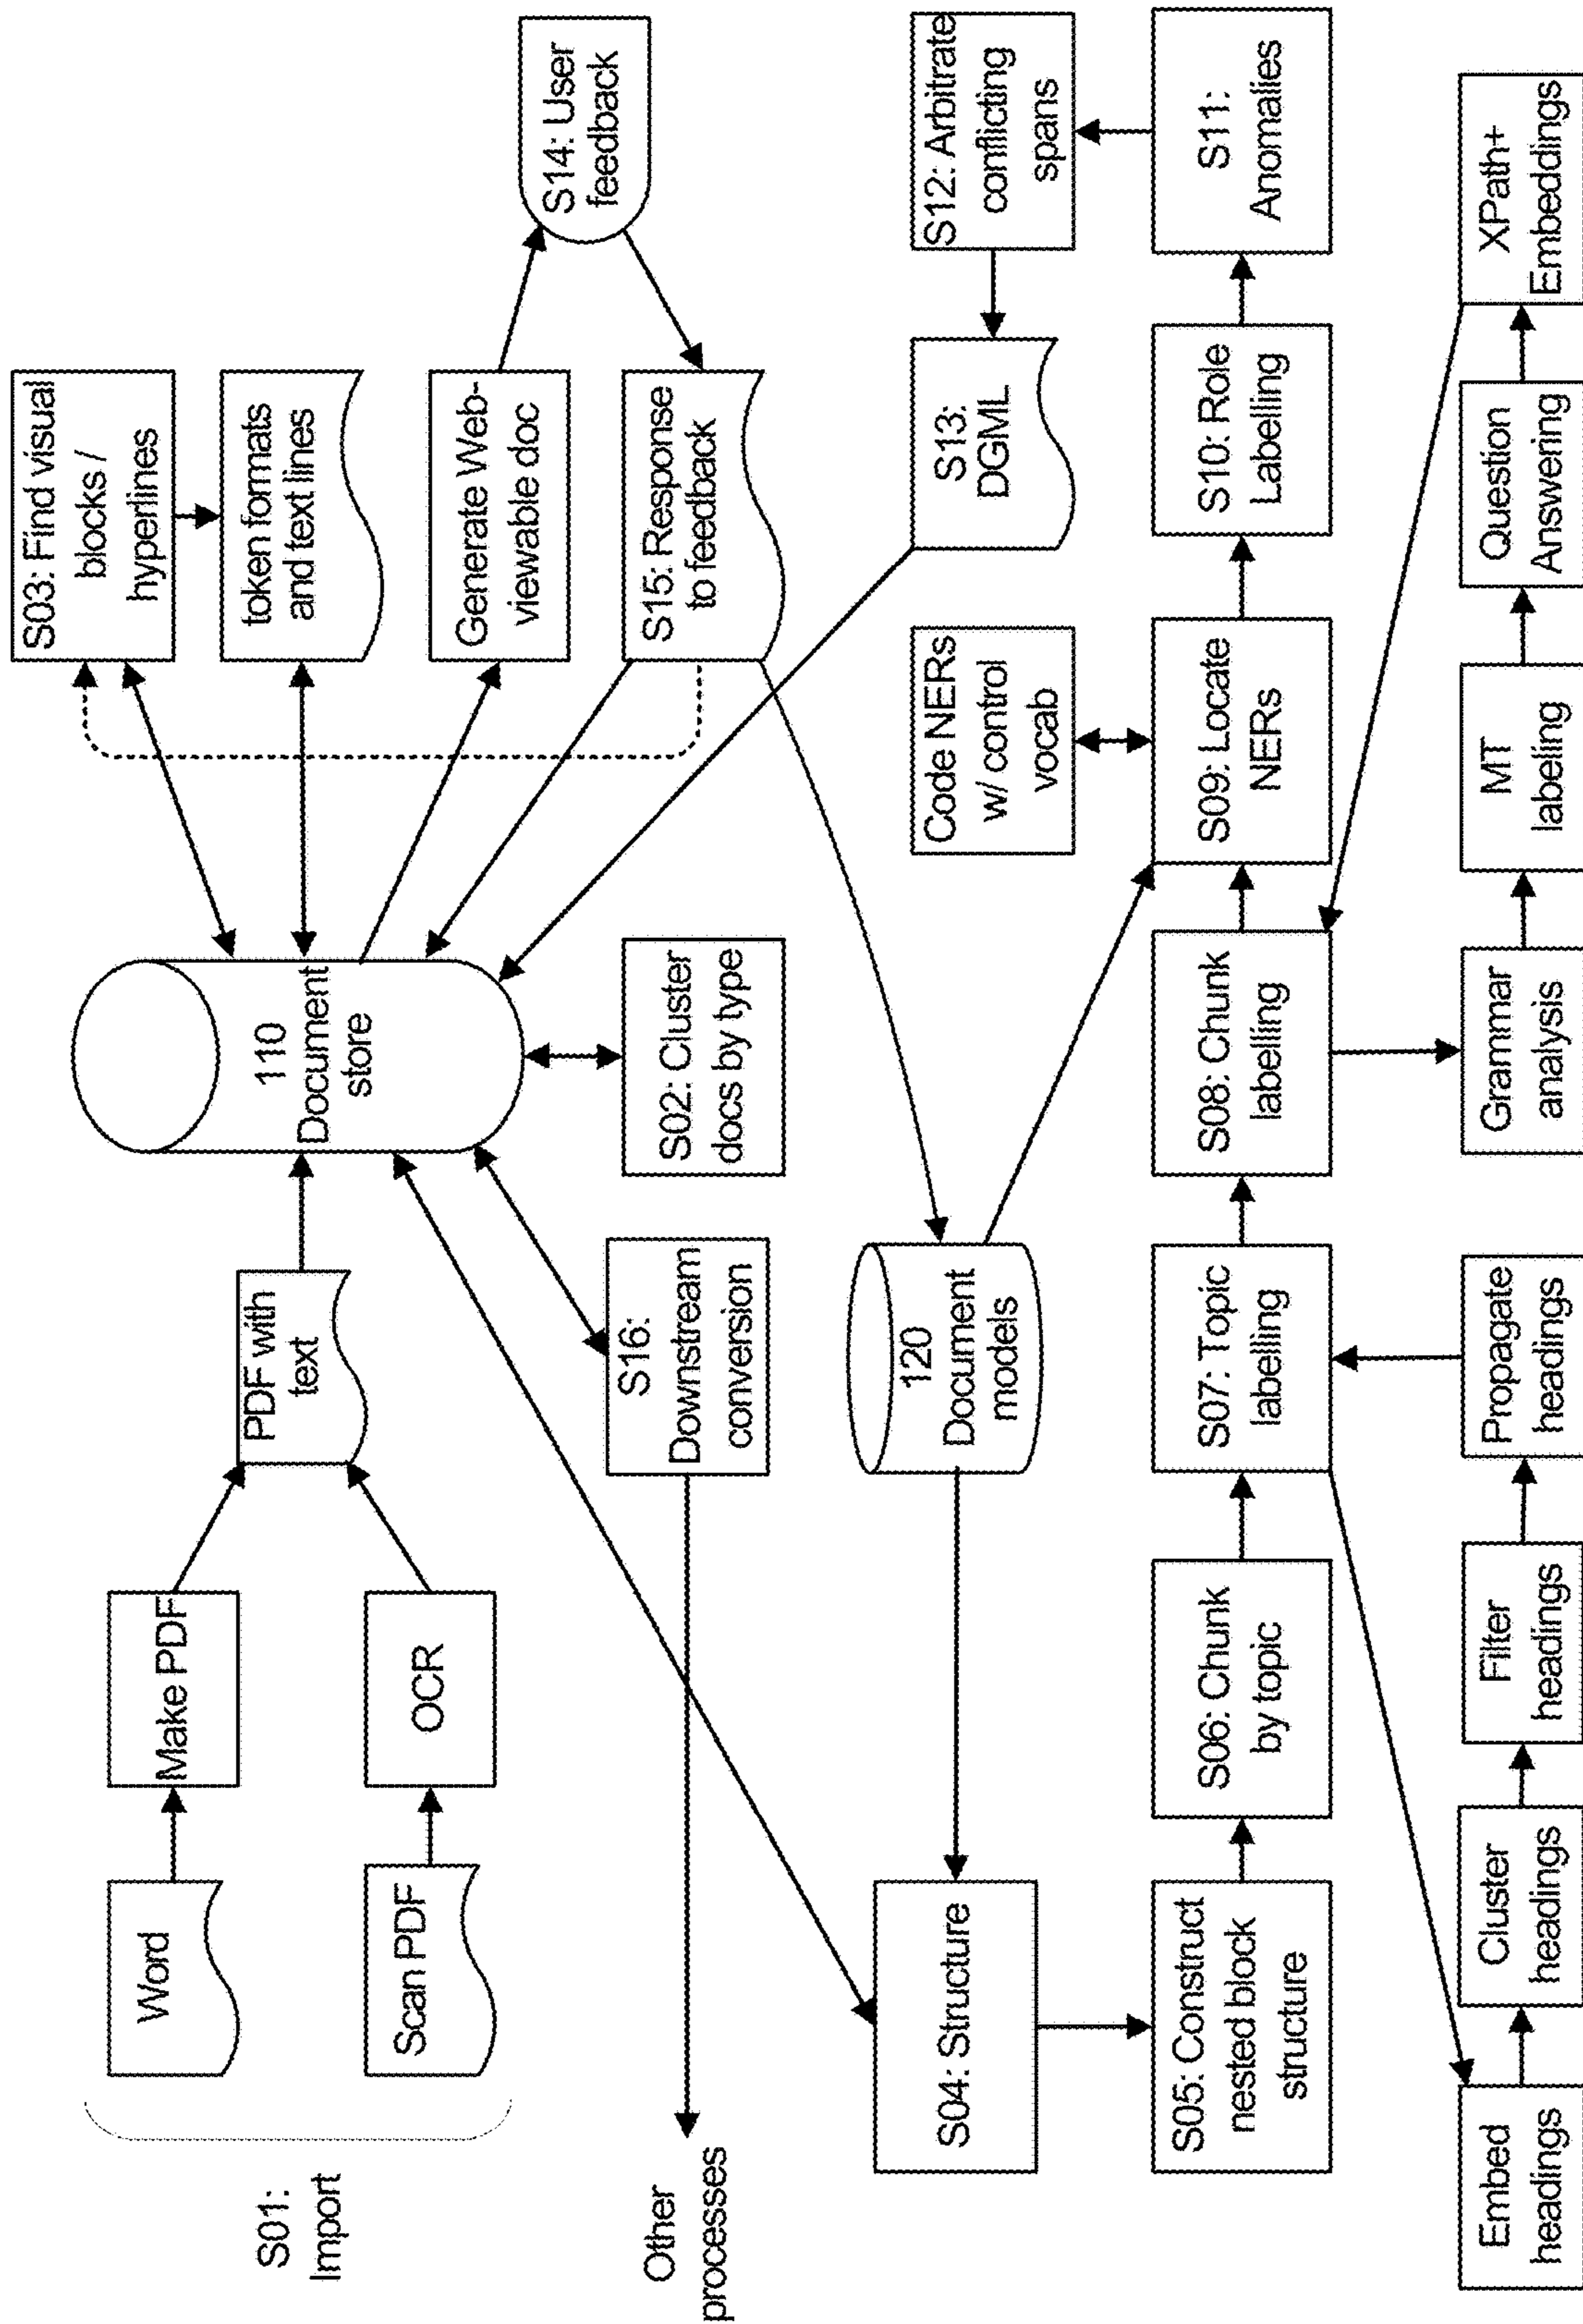 S01:
Import
Word
Make PDF
Scan PDF
OCR
PDF with
text
110
Document
store
S03: Find visual
blocks /
hyperlines
token formats
and text lines
Generate Web-
viewable doc
S14: User
feedback
S15: Response
to feedback
S02: Cluster
docs by type
S16:
Downstream
conversion
Other
processes
120
Document
models
S04: Structure
Code NERs
w/ control
vocab
S13:
DGML
S12: Arbitrate
conflicting
spans
S05: Construct
nested block
structure
S06: Chunk
by topic
S07: Topic
labelling
S08: Chunk
labelling
S09: Locate
NERs
S10: Role
Labelling
S11:
Anomalies
Embed
headings
Cluster
headings
Filter
headings
Propagate
headings
Grammar
analysis
MT
labeling
Question
Answering
XPath+
Embeddings